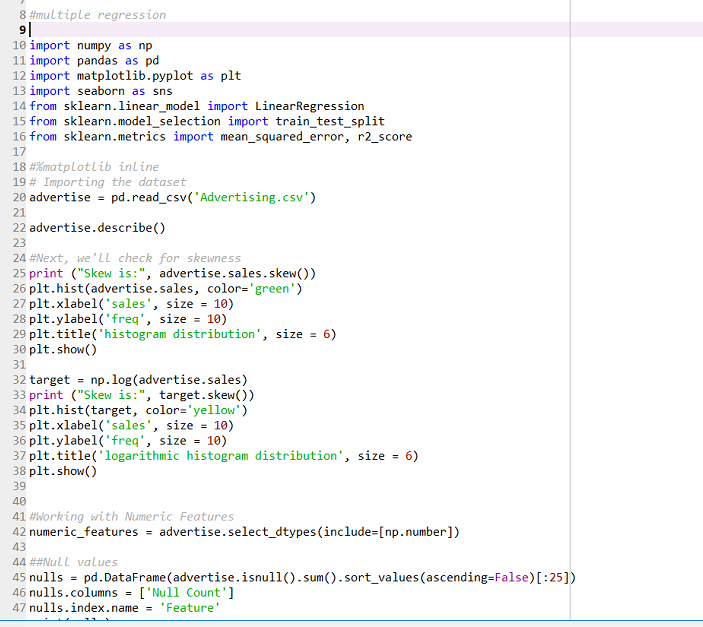 8 #multiple regression
9
10 import numpy as np
11 import pandas as pd
12 import matplotlib.pyplot as plt
13 import seaborn as sns
14 from sklearn.linear_model import LinearRegression
15 from sklearn.model_selection import train_test_split
16 from sklearn.metrics import mean_squared_error, r2_score
17
18 #%matplotlib inline
19 # Importing the dataset
20 advertise = pd.read_csv('Advertising.csv')
21
22 advertise.describe()
23
24 #Next, we'll check for skewness
25 print ("Skew is:", advertise.sales.skew())
26 plt.hist(advertise.sales, color='green')
27 plt.xlabel('sales', size = 10)
28 plt.ylabel('freq', size = 10)
29 plt.title('histogram distribution', size = 6)
30 plt.show()
31
32 target = np.log(advertise.sales)
33 print ("Skew is:", target.skew())
34 plt.hist(target, color='yellow')
35 plt.xlabel('sales', size = 10)
36 plt.ylabel('freq', size = 10)
37 plt.title('logarithmic histogram distribution', size = 6)
38 plt.show()
39
40
41 #Working with Numeric Features
42 numeric_features = advertise.select_dtypes(include=[np.number])
43
44 ##Null values
45 nulls = pd.DataFrame(advertise.isnull().sum().sort_values(ascending=False)[:25])
46 nulls.columns = ['Null Count']
47 nulls.index.name = 'Feature'